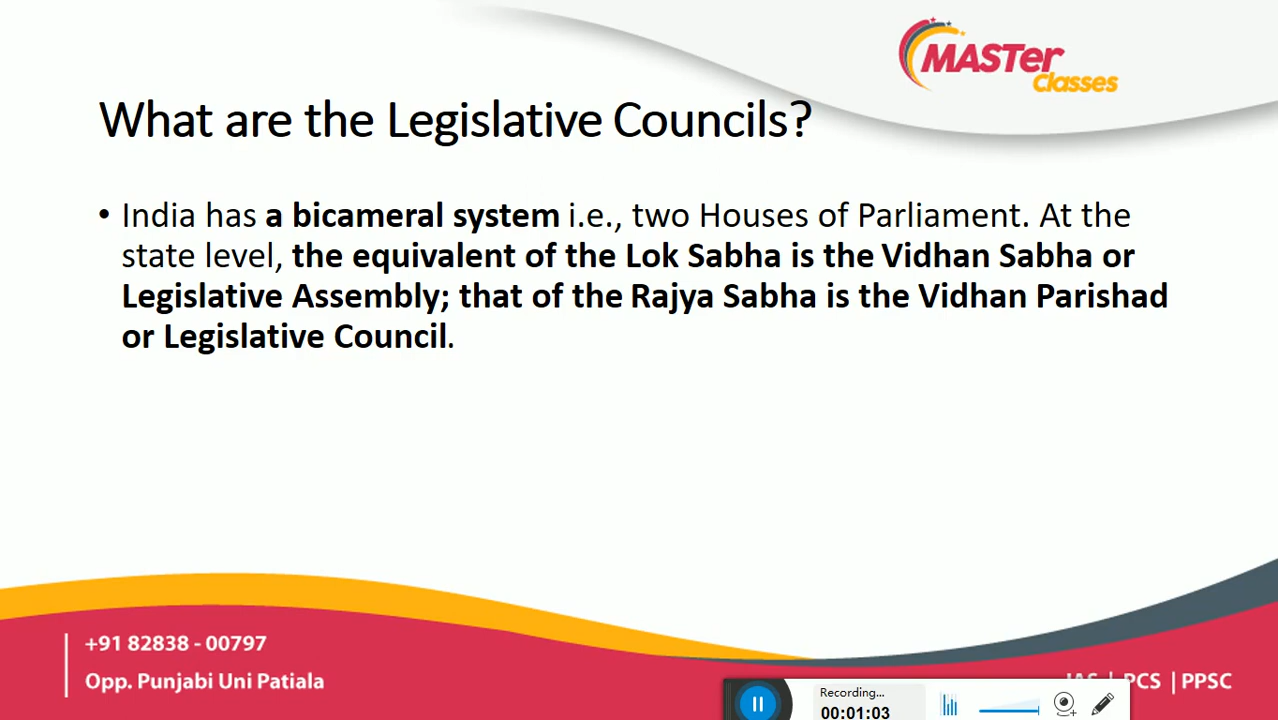 MASTer
Classes
What are the Legislative Councils?
• India has a bicameral system i.e., two Houses of Parliament. At the
state level, the equivalent of the Lok Sabha is the Vidhan Sabha or
Legislative Assembly; that of the Rajya Sabha is the Vidhan Parishad
or Legislative Council.
+91 82838 - 00797
Opp. Punjabi Uni Patiala
IAS | PCS | PPSC
Recording...
00:01:03